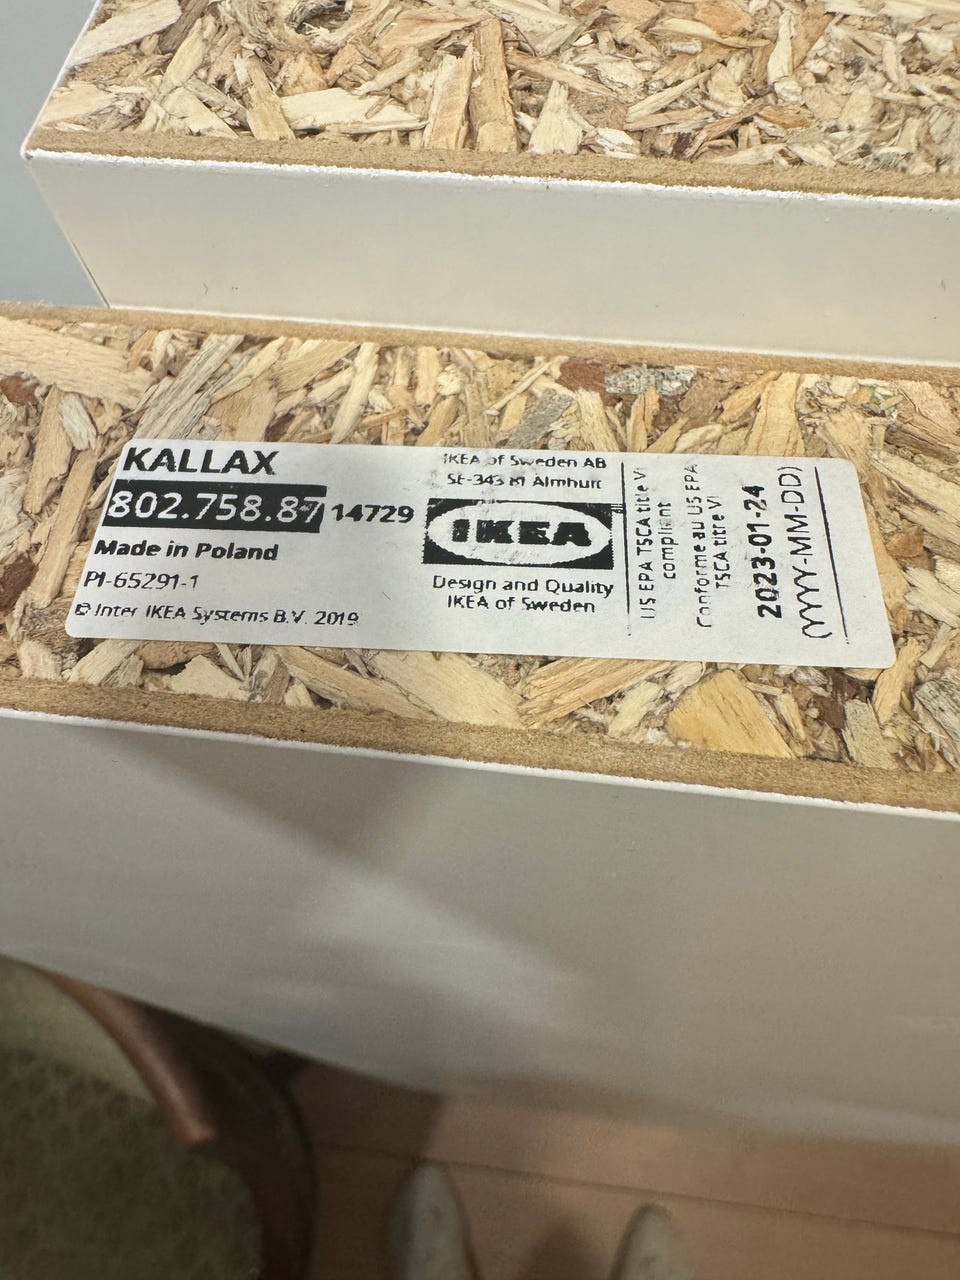 KALLAX
802.758.87 14729
Made in Poland
PI-65291-1
© Inter IKEA Systems B.V. 2019
IKEA of Sweden AB
SE-343 81 Älmhult
IKEA
Design and Quality
IKEA of Sweden
US EPA TSCA title VI
compliant
Conforme au US EPA
TSCA titre VI
2023-01-24
(YYYY-MM-DD)